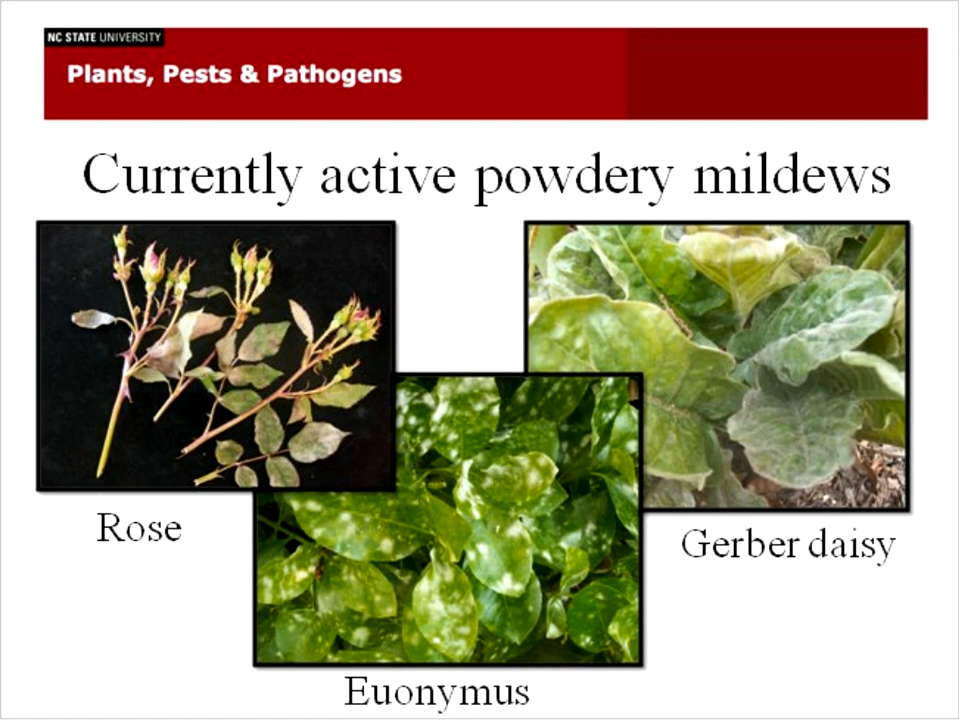 NC STATE UNIVERSITY
Plants, Pests & Pathogens
Currently active powdery mildews
Rose
Gerber daisy
Euonymus